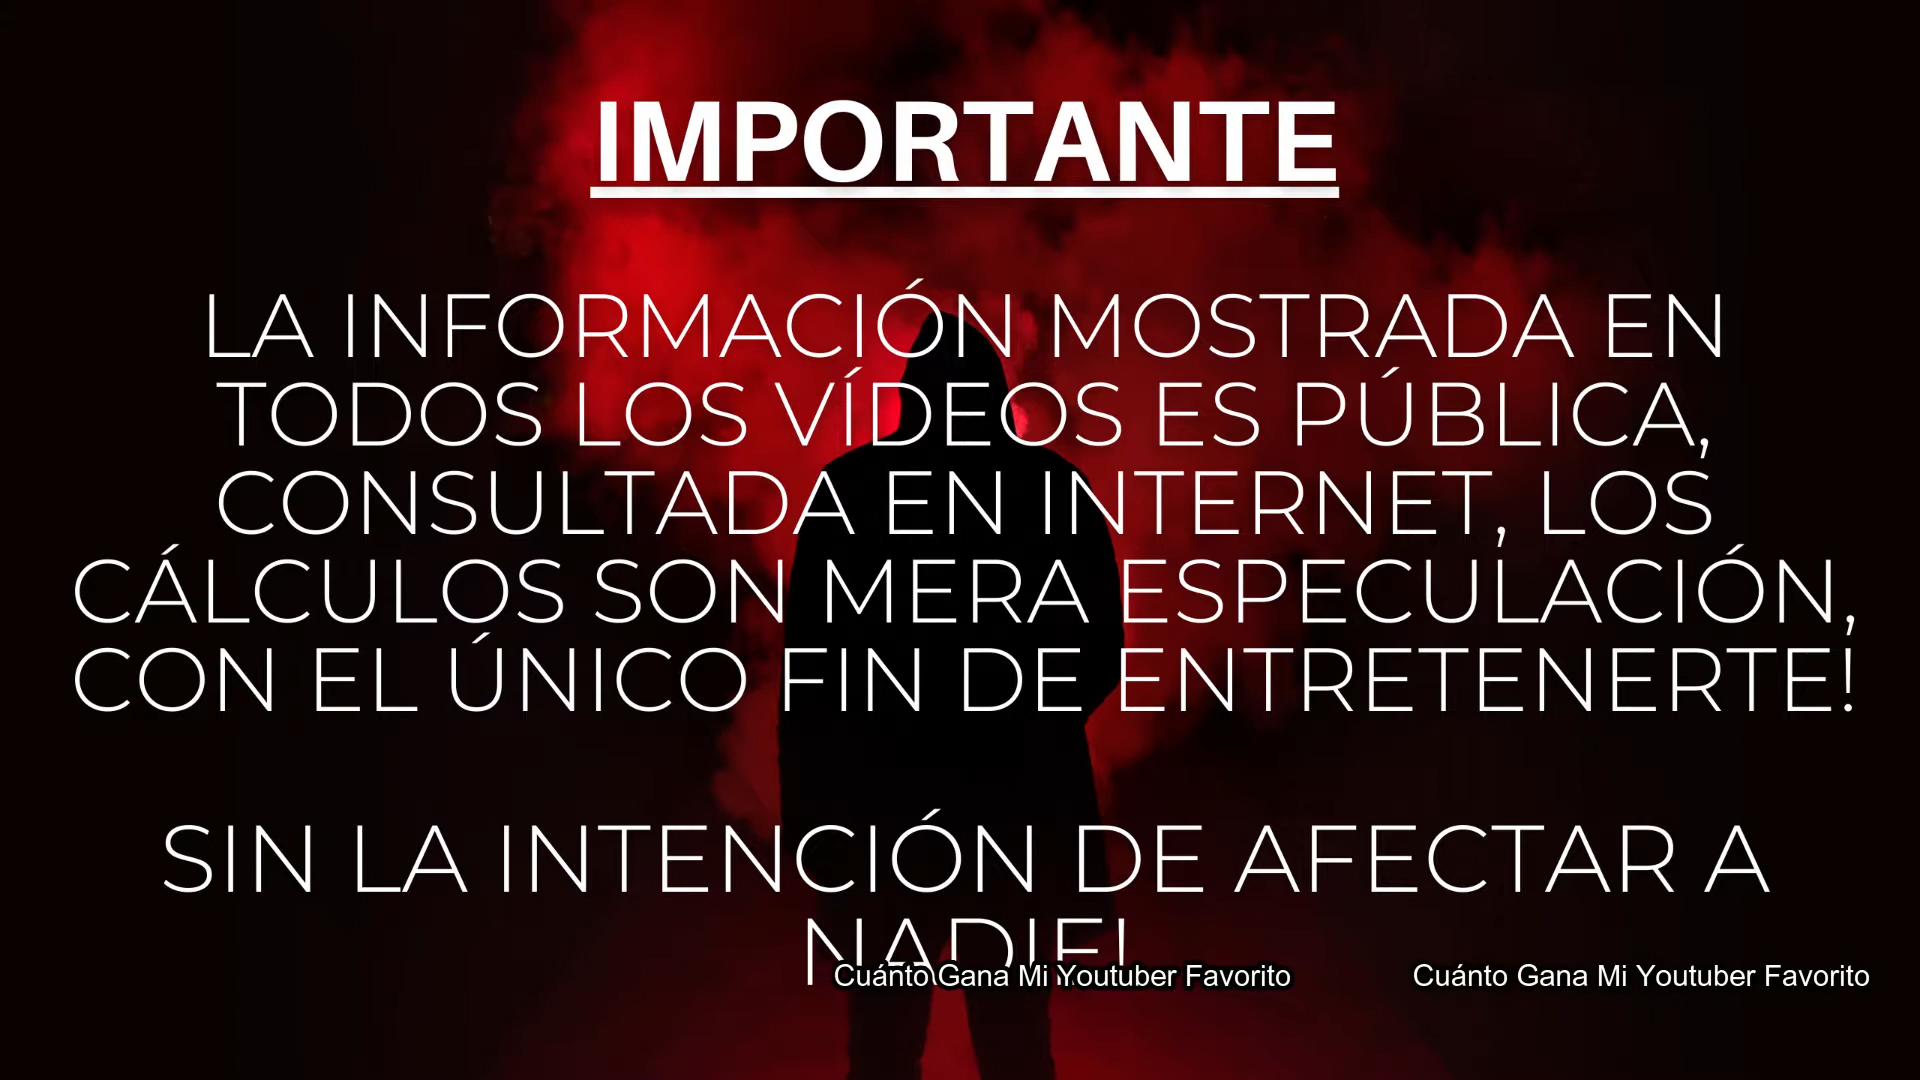 IMPORTANTE
LA INFORMACIÓN MOSTRADA EN
TODOS LOS VÍDEOS ES PÚBLICA,
CONSULTADA EN INTERNET, LOS
CÁLCULOS SON MERA ESPECULACIÓN,
CON EL ÚNICO FIN DE ENTRETENERTE!
SIN LA INTENCIÓN DE AFECTAR A
NADIE!
Cuánto Gana Mi Youtuber Favorito
Cuánto Gana Mi Youtuber Favorito